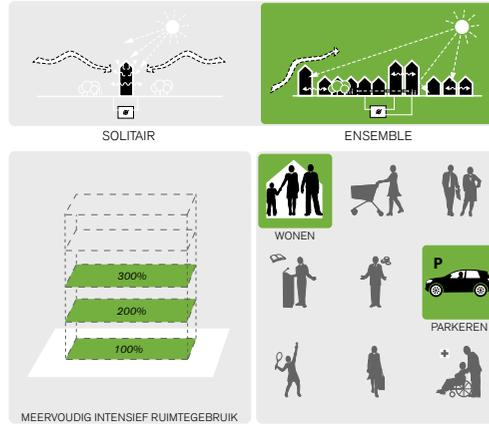 SOLITAIR
ENSEMBLE
300%
200%
100%
MEERVOUDIG INTENSIEF RUIMTEGEBRUIK
WONEN
P
PARKEREN